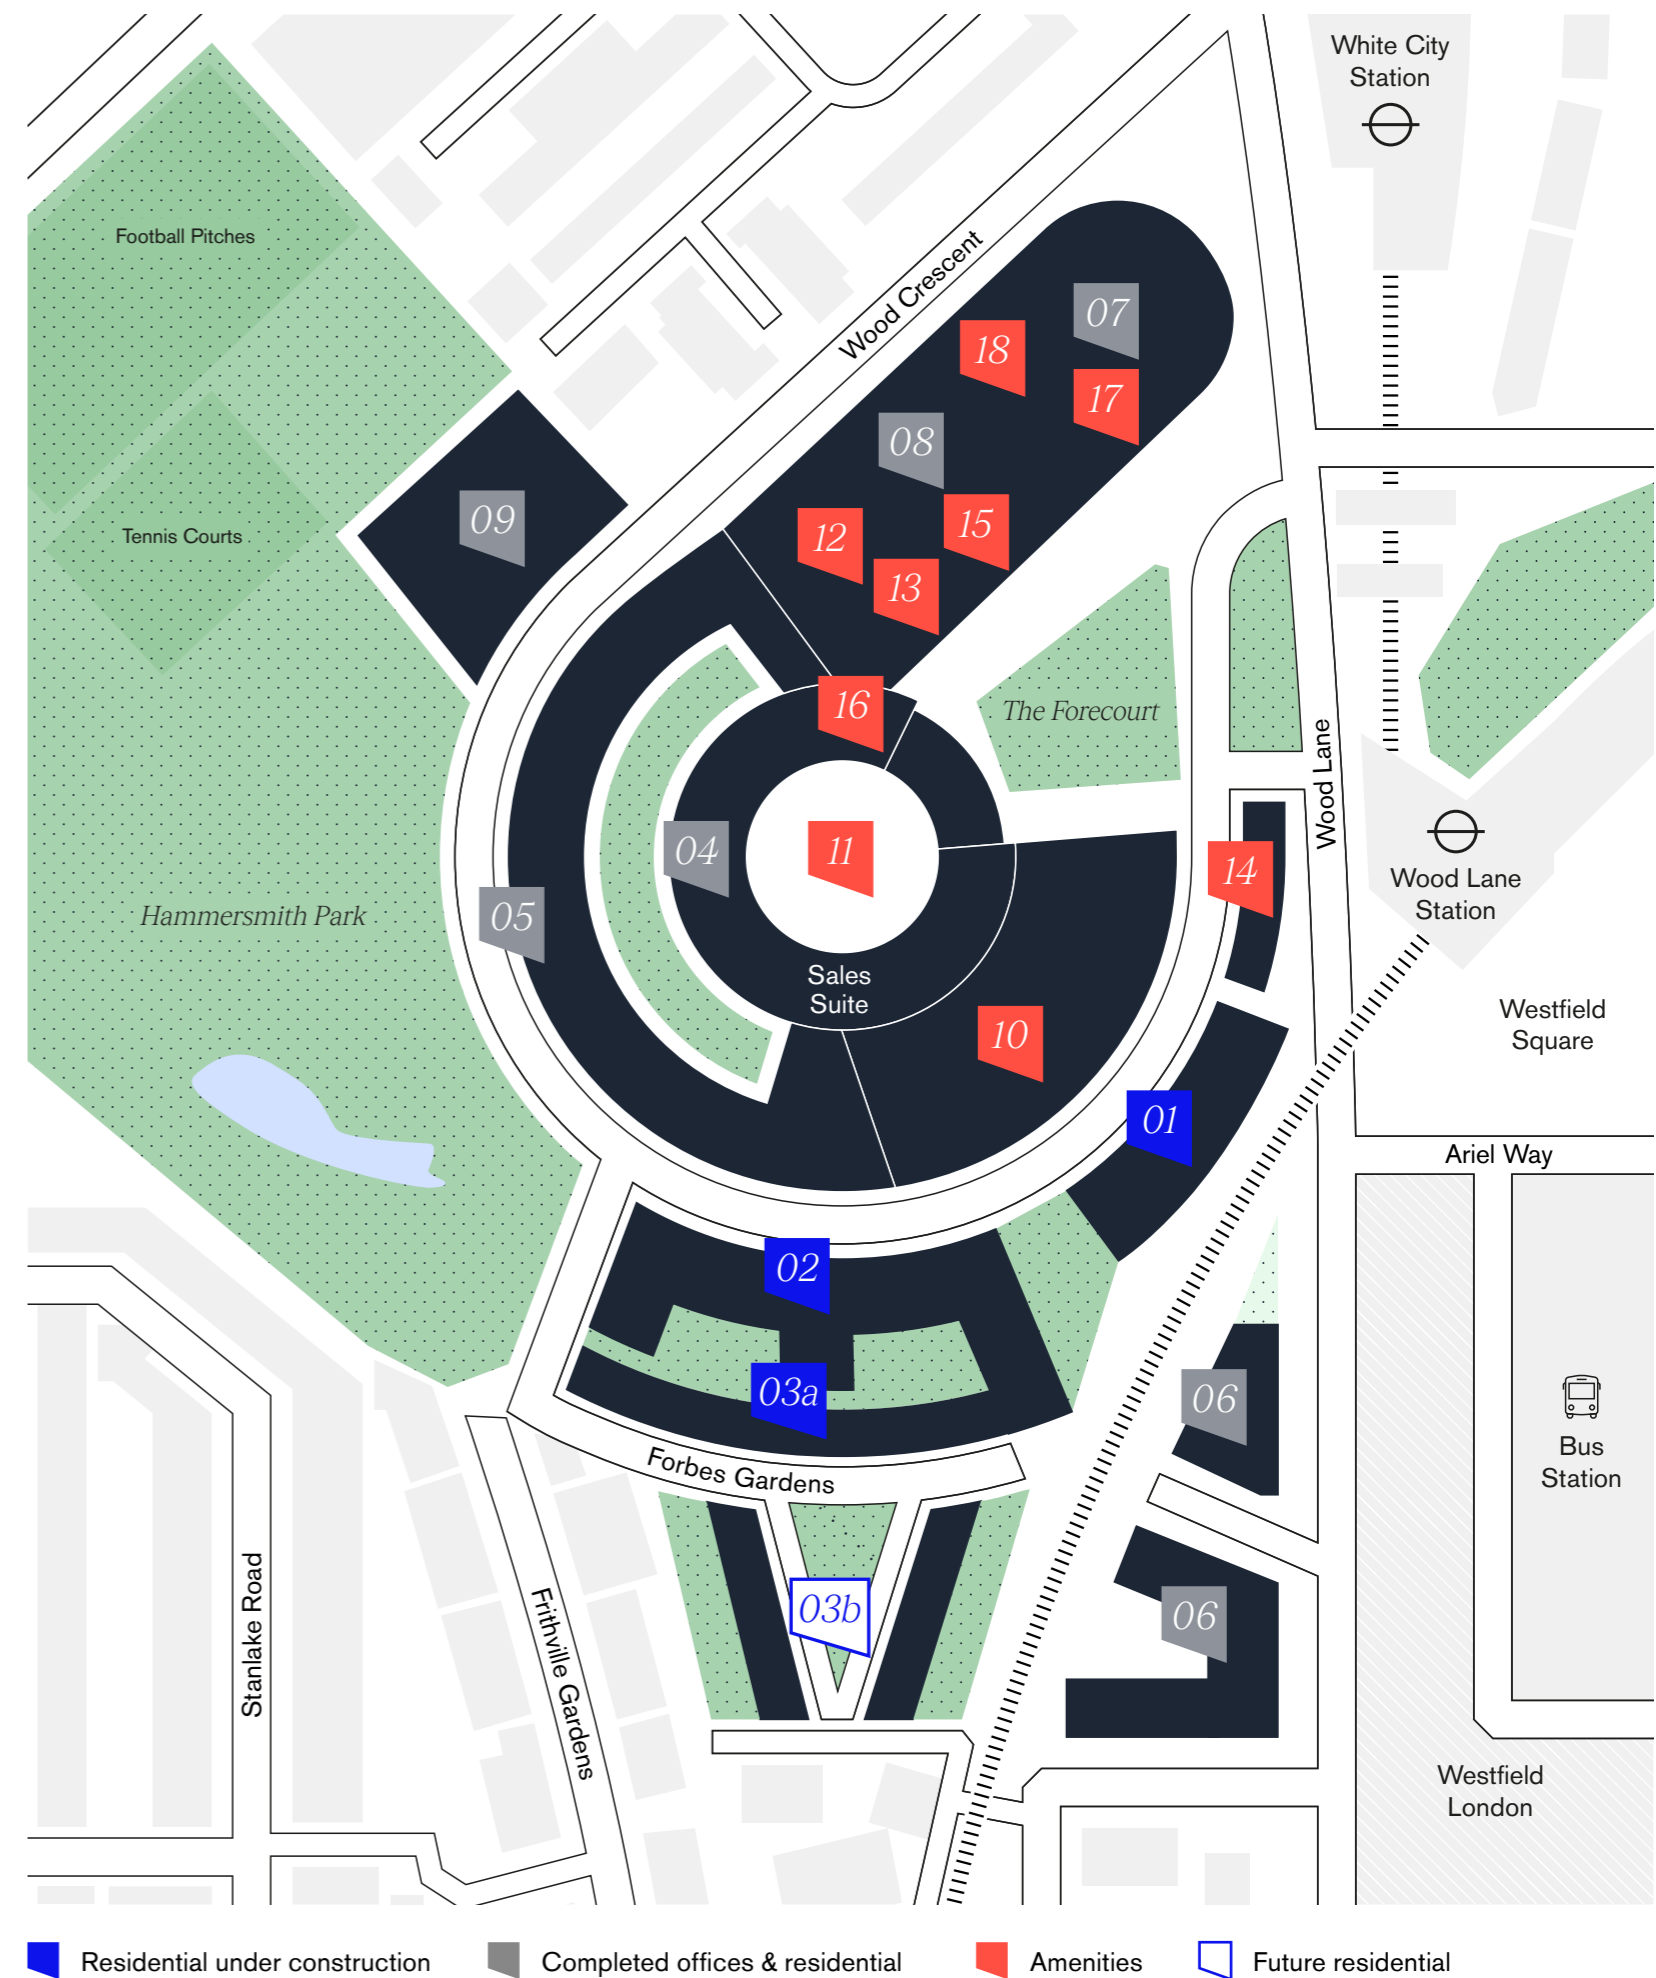 White City
Station
Football Pitches
Wood Crescent
07
18
17
08
09
12
15
13
Tennis Courts
16
The Forecourt
Wood Lane
04
11
14
Wood Lane
Station
05
Hammersmith Park
Sales
Suite
10
Westfield
Square
01
Ariel Way
02
03a
06
Bus
Station
Forbes Gardens
03b
06
Stanlake Road
Frithville Gardens
Westfield
London
Residential under construction
Completed offices & residential
Amenities
Future residential